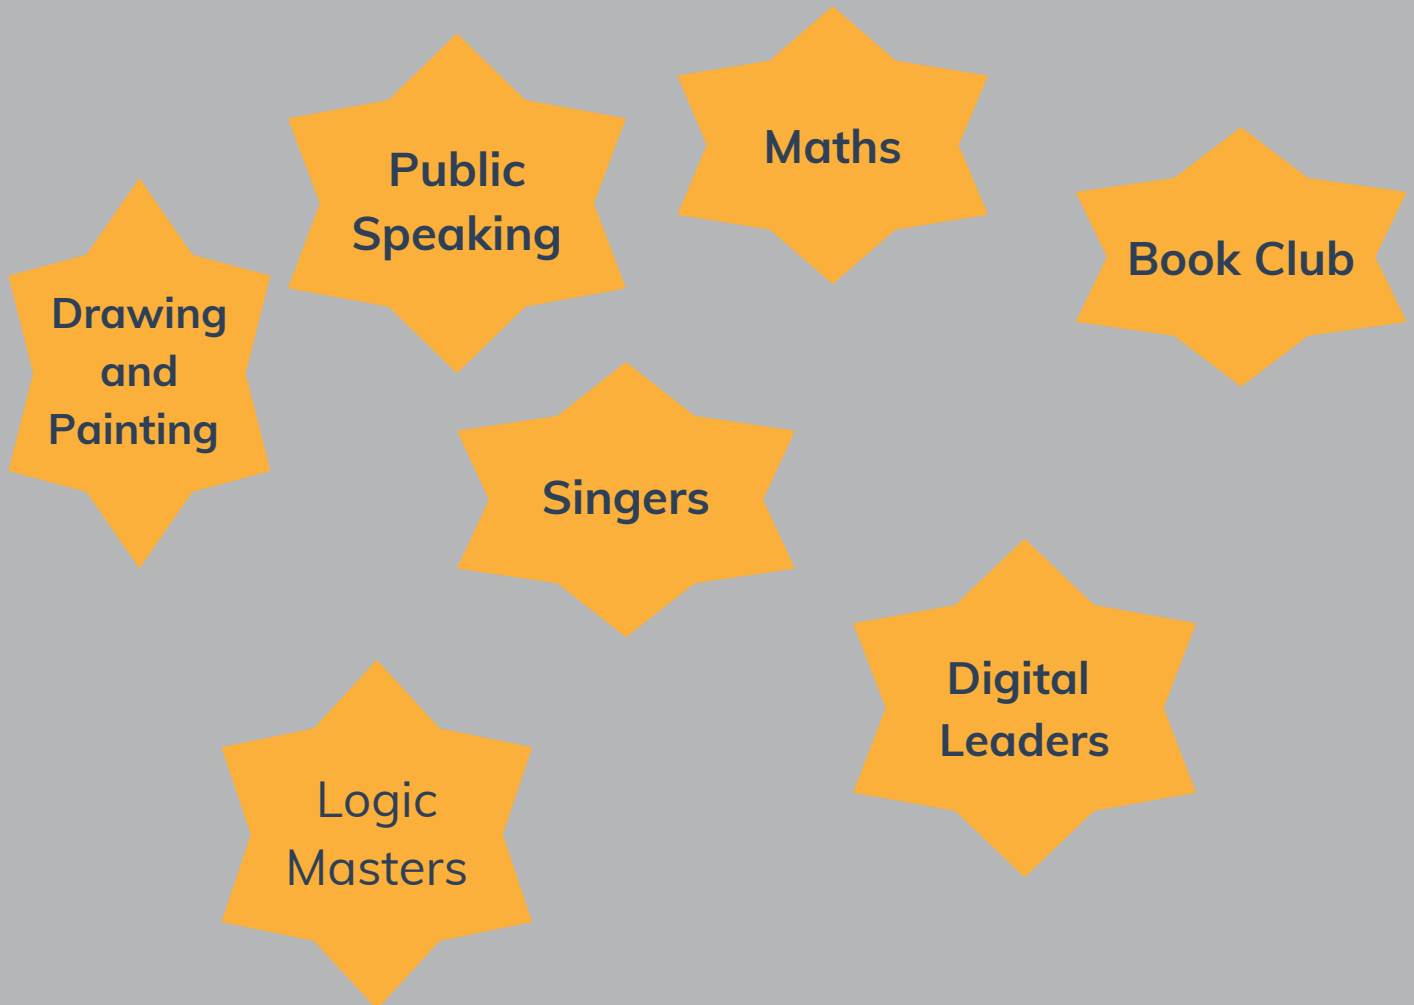 Public
Speaking
Maths
Book Club
Drawing
and
Painting
Singers
Digital
Leaders
Logic
Masters